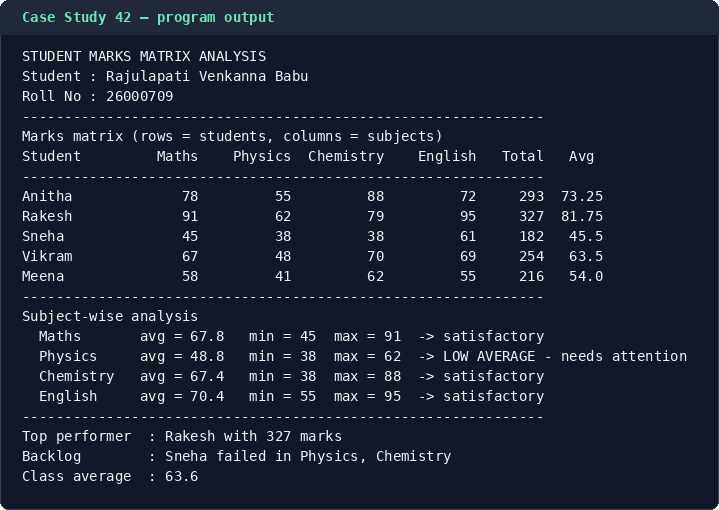 Case Study 42 — program output
STUDENT MARKS MATRIX ANALYSIS
Student : Rajulapati Venkanna Babu
Roll No : 26000709
--------------------------------------------------------------
Marks matrix (rows = students, columns = subjects)
Student         Maths    Physics  Chemistry    English   Total   Avg
--------------------------------------------------------------
Anitha             78         55         88         72     293  73.25
Rakesh             91         62         79         95     327  81.75
Sneha              45         38         38         61     182   45.5
Vikram             67         48         70         69     254   63.5
Meena              58         41         62         55     216   54.0
--------------------------------------------------------------
Subject-wise analysis
  Maths       avg = 67.8   min = 45  max = 91  -> satisfactory
  Physics     avg = 48.8   min = 38  max = 62  -> LOW AVERAGE - needs attention
  Chemistry   avg = 67.4   min = 38  max = 88  -> satisfactory
  English     avg = 70.4   min = 55  max = 95  -> satisfactory
--------------------------------------------------------------
Top performer  : Rakesh with 327 marks
Backlog        : Sneha failed in Physics, Chemistry
Class average  : 63.6